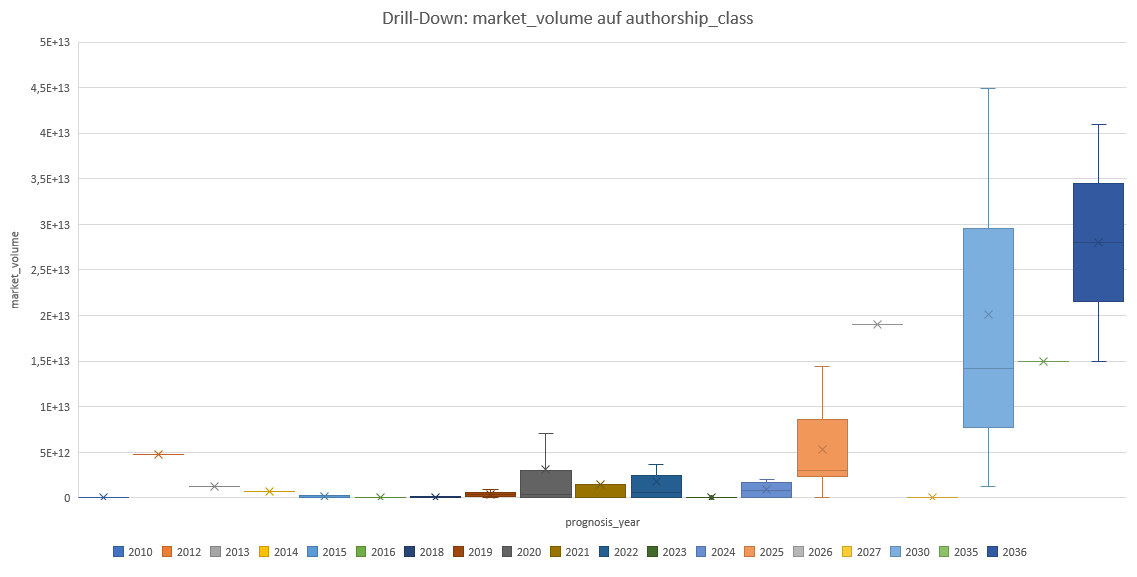 Drill-Down: market_volume auf authorship_class
5E+13
4,5E+13
4E+13
3,5E+13
3E+13
2,5E+13
2E+13
1,5E+13
1E+13
5E+12
0
market_volume
prognosis_year
2010 2012 2013 2014 2015 2016 2018 2019 2020 2021 2022 2023 2024 2025 2026 2027 2030 2035 2036